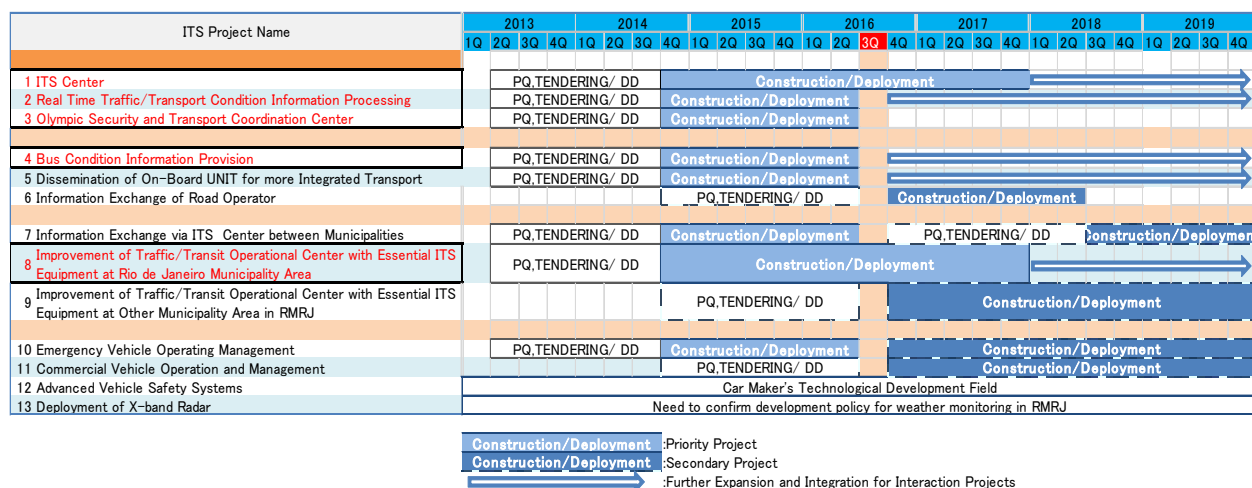 ITS Project Name
2013 2014 2015 2016 2017 2018 2019
1Q 2Q 3Q 4Q 1Q 2Q 3Q 4Q 1Q 2Q 3Q 4Q 1Q 2Q 3Q 4Q 1Q 2Q 3Q 4Q 1Q 2Q 3Q 4Q 1Q 2Q 3Q 4Q
1 ITS Center PQ,TENDERING/ DD Construction/Deployment
2 Real Time Traffic/Transport Condition Information Processing PQ,TENDERING/ DD Construction/Deployment
3 Olympic Security and Transport Coordination Center PQ,TENDERING/ DD Construction/Deployment
4 Bus Condition Information Provision PQ,TENDERING/ DD Construction/Deployment
5 Dissemination of On-Board UNIT for more Integrated Transport PQ,TENDERING/ DD Construction/Deployment
6 Information Exchange of Road Operator PQ,TENDERING/ DD Construction/Deployment
7 Information Exchange via ITS Center between Municipalities PQ,TENDERING/ DD Construction/Deployment PQ,TENDERING/ DD Construction/Deploymen
8 Improvement of Traffic/Transit Operational Center with Essential ITS
Equipment at Rio de Janeiro Municipality Area PQ,TENDERING/ DD Construction/Deployment
9 Improvement of Traffic/Transit Operational Center with Essential ITS
Equipment at Other Municipality Area in RMRJ PQ,TENDERING/ DD Construction/Deployment
10 Emergency Vehicle Operating Management PQ,TENDERING/ DD Construction/Deployment Construction/Deployment
11 Commercial Vehicle Operation and Management PQ,TENDERING/ DD Construction/Deployment
12 Advanced Vehicle Safety Systems Car Maker's Technological Development Field
13 Deployment of X-band Radar Need to confirm development policy for weather monitoring in RMRJ
Construction/Deployment :Priority Project
Construction/Deployment :Secondary Project
:Further Expansion and Integration for Interaction Projects